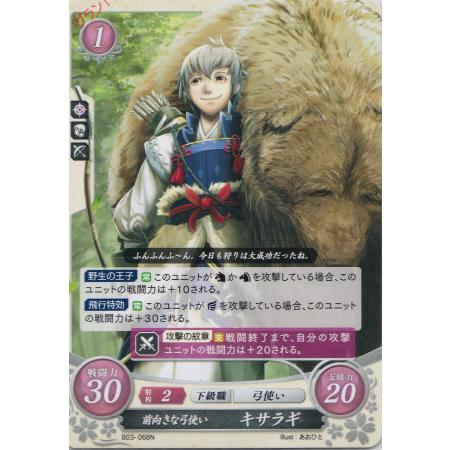 グランパ
1
ふんふんふ~ん。今日も狩りは大成功だったね。
野生の王子 常 このユニットが か を攻撃している場合、この
ユニットの戦闘力は+10される。
飛行特効 常 このユニットが を攻撃している場合、このユニット
の戦闘力は+30される。
攻撃の紋章 支 戦闘終了まで、自分の攻撃
ユニットの戦闘力は+20される。
戦闘力
30
射程 2 下級職 弓使い
支援力
20
前向きな弓使い キサラギ
B03-068N
Illust:あおひと